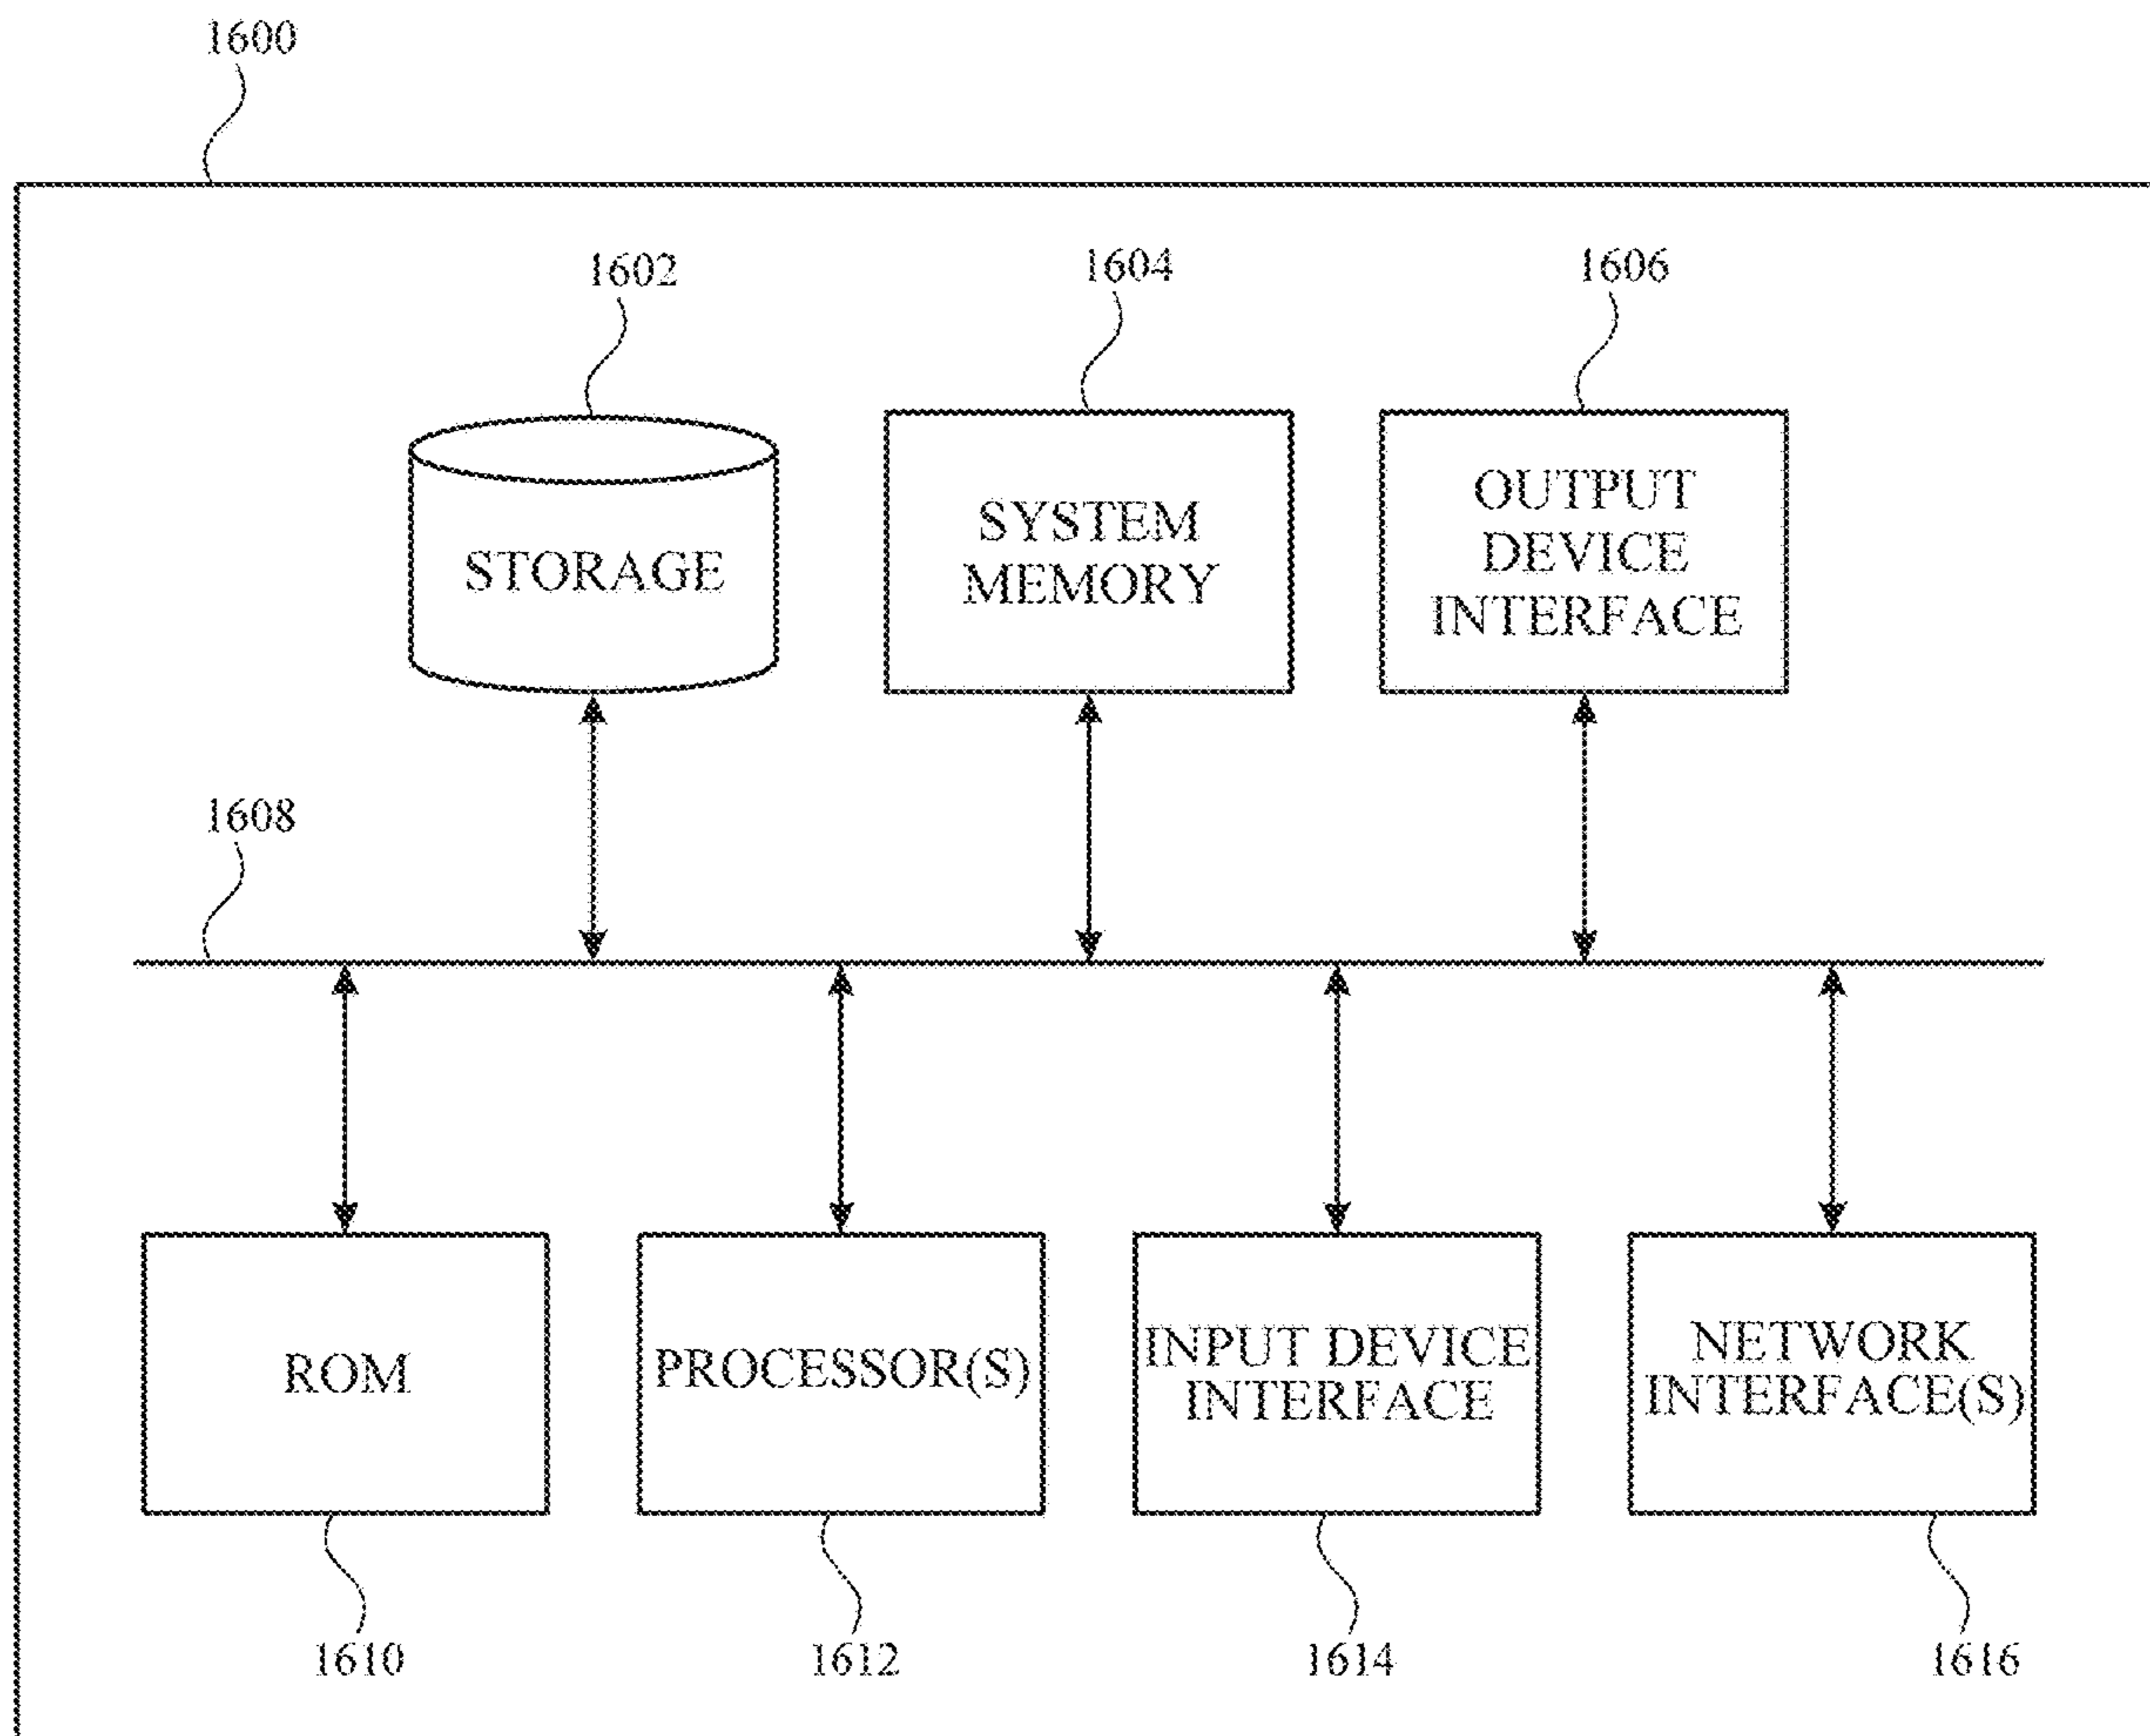 1600
1602
1604
1606
STORAGE
SYSTEM
MEMORY
OUTPUT
DEVICE
INTERFACE
1608
ROM
PROCESSOR(S)
INPUT DEVICE
INTERFACE
NETWORK
INTERFACE(S)
1610
1612
1614
1616